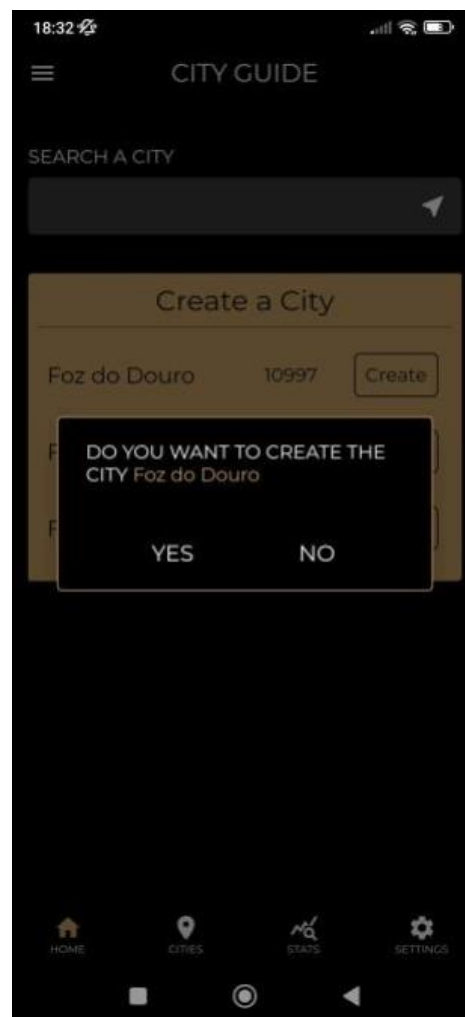 18:32
CITY GUIDE
SEARCH A CITY
Create a City
Foz do Douro 10997 Create
DO YOU WANT TO CREATE THE
CITY Foz do Douro
YES NO
HOME CITIES STATS SETTINGS